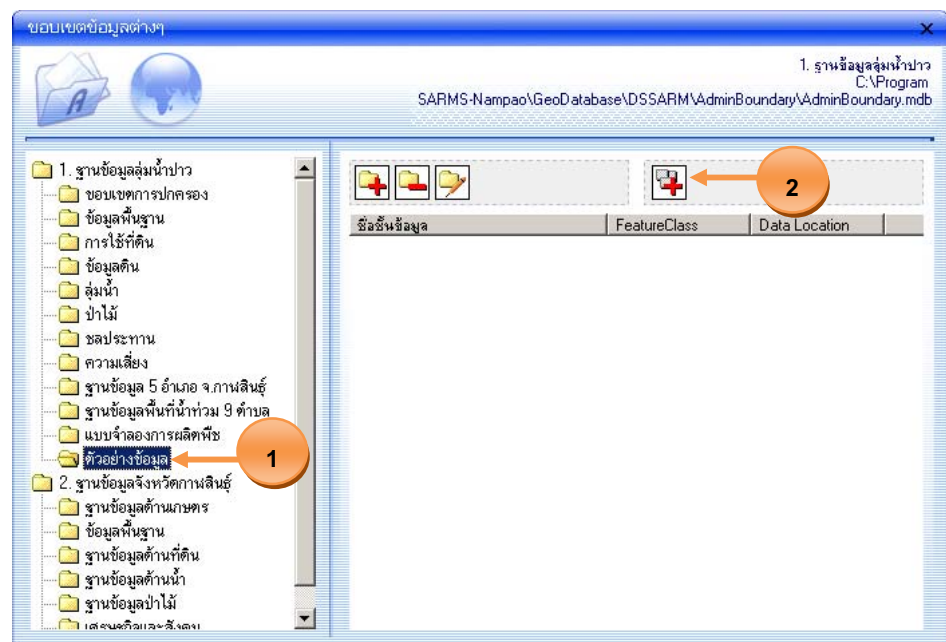 ขอบเขตข้อมูลต่างๆ
1. ฐานข้อมูลลุ่มน้ำปาว
C:\Program
SARMS-Nampao\GeoDatabase\DSSARM\AdminBoundary\AdminBoundary.mdb
1. ฐานข้อมูลลุ่มน้ำปาว
ขอบเขตการปกครอง
ข้อมูลพื้นฐาน
การใช้ที่ดิน
ข้อมูลดิน
ลุ่มน้ำ
ป่าไม้
ชลประทาน
ความเสี่ยง
ฐานข้อมูล 5 อำเภอ จ.กาฬสินธุ์
ฐานข้อมูลพื้นที่น้ำท่วม 9 ตำบล
แบบจำลองการผลิตพืช
ตัวอย่างข้อมูล
1
2. ฐานข้อมูลจังหวัดกาฬสินธุ์
ฐานข้อมูลด้านเกษตร
ข้อมูลพื้นฐาน
ฐานข้อมูลด้านที่ดิน
ฐานข้อมูลด้านน้ำ
ฐานข้อมูลป่าไม้
เศรษฐกิจและสังคม
2
ชื่อชั้นข้อมูล FeatureClass Data Location